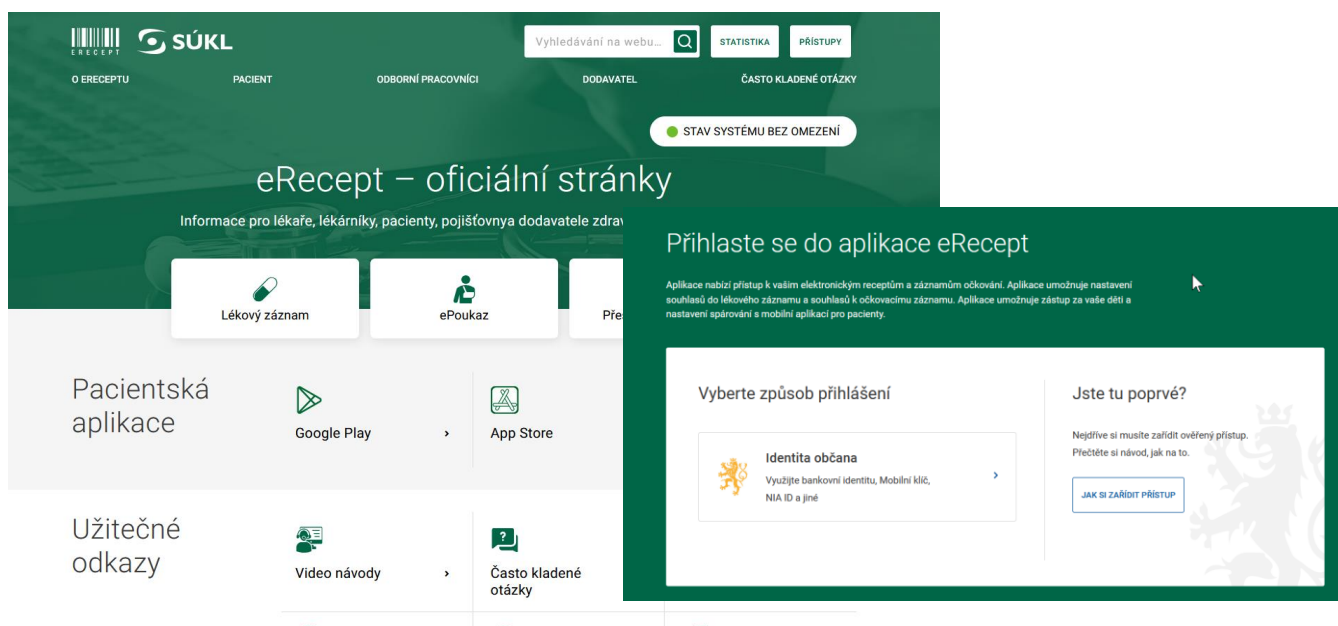 ERECEPT
SÚKL
Vyhledávání na webu...
STATISTIKA
PŘÍSTUPY
O ERECEPTU
PACIENT
ODBORNÍ PRACOVNÍCI
DODAVATEL
ČASTO KLADENÉ OTÁZKY
STAV SYSTÉMU BEZ OMEZENÍ
eRecept – oficiální stránky
Informace pro lékaře, lékárníky, pacienty, pojišťovnya dodavatele
Lékový záznam
ePoukaz
Pacientská
aplikace
Google Play
App Store
Užitečné
odkazy
Video návody
Často kladené
otázky
Přihlaste se do aplikace eRecept
Aplikace nabízí přístup k vašim elektronickým receptům a záznamům očkování. Aplikace umožnuje nastavení
souhlasů do lékového záznamu a souhlasů k očkovacímu záznamu. Aplikace umožnuje zástup za vaše děti a
nastavení spárování s mobilní aplikací pro pacienty.
Vyberte způsob přihlášení
Identita občana
Využijte bankovní identitu, Mobilní klíč,
NIA ID a jiné
Jste tu poprvé?
Nejdříve si musíte zařídit ověřený přístup.
Přečtěte si návod, jak na to.
JAK SI ZAŘÍDIT PŘÍSTUP